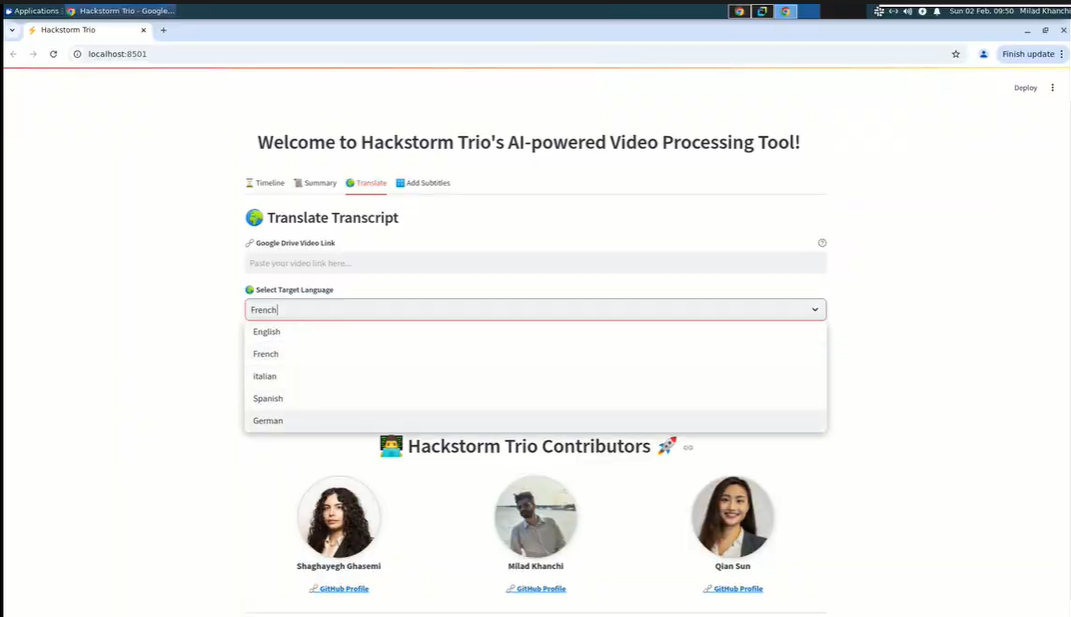 Applications
Hackstorm Trio - Google...
Sun 02 Feb, 09:50
Milad Khanchi
Hackstorm Trio
localhost:8501
Finish update
Deploy
Welcome to Hackstorm Trio's AI-powered Video Processing Tool!
Timeline Summary Translate Add Subtitles
Translate Transcript
Google Drive Video Link
Paste your video link here...
Select Target Language
French
English
French
italian
Spanish
German
Hackstorm Trio Contributors
Shaghayegh Ghasemi Milad Khanchi Qian Sun
GitHub Profile GitHub Profile GitHub Profile